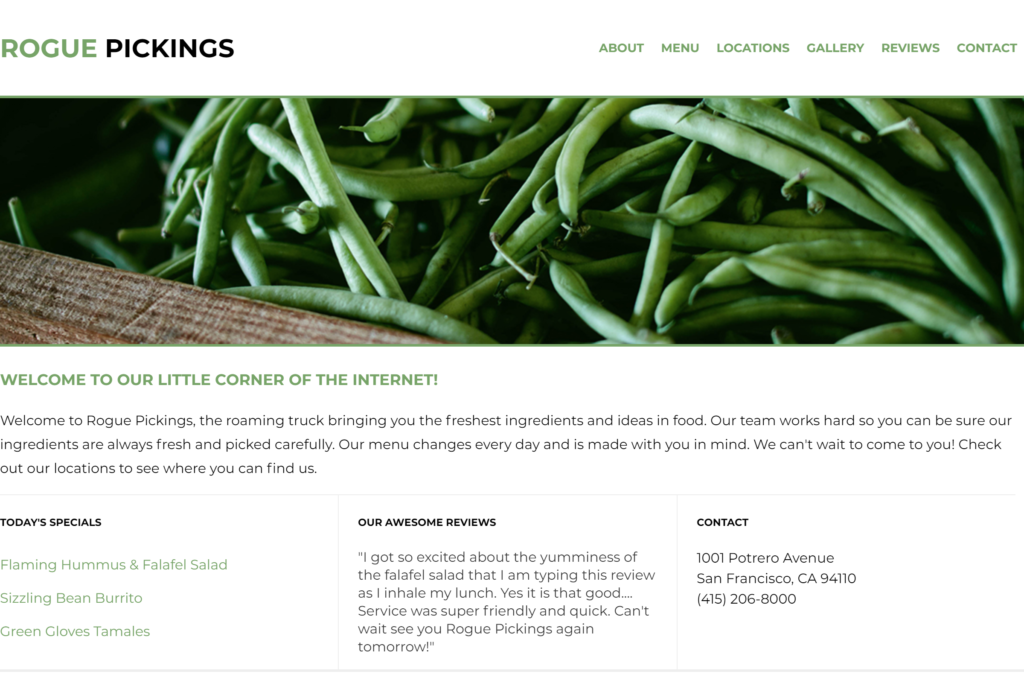 ROGUE PICKINGS
ABOUT MENU LOCATIONS GALLERY REVIEWS CONTACT
WELCOME TO OUR LITTLE CORNER OF THE INTERNET!
Welcome to Rogue Pickings, the roaming truck bringing you the freshest ingredients and ideas in food. Our team works hard so you can be sure our
ingredients are always fresh and picked carefully. Our menu changes every day and is made with you in mind. We can't wait to come to you! Check
out our locations to see where you can find us.
TODAY'S SPECIALS
Flaming Hummus & Falafel Salad
Sizzling Bean Burrito
Green Gloves Tamales
OUR AWESOME REVIEWS
"I got so excited about the yumminess of
the falafel salad that I am typing this review
as I inhale my lunch. Yes it is that good....
Service was super friendly and quick. Can't
wait see you Rogue Pickings again
tomorrow!"
CONTACT
1001 Potrero Avenue
San Francisco, CA 94110
(415) 206-8000